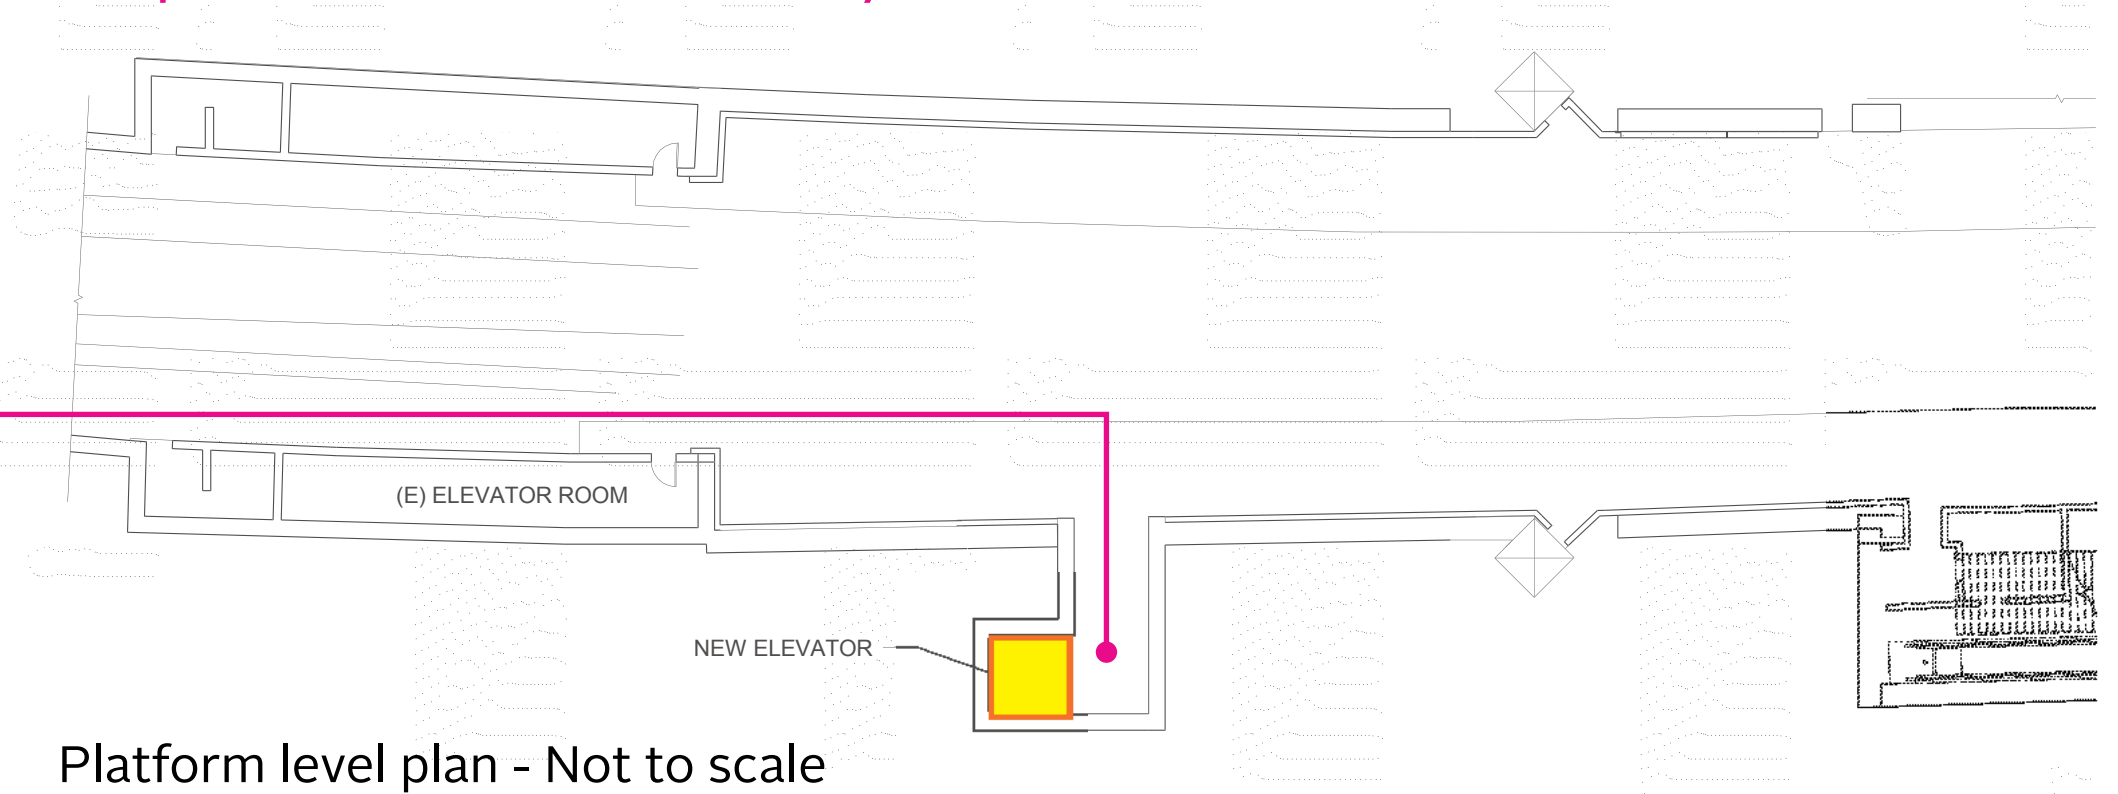 (E) ELEVATOR ROOM
NEW ELEVATOR
Platform level plan - Not to scale